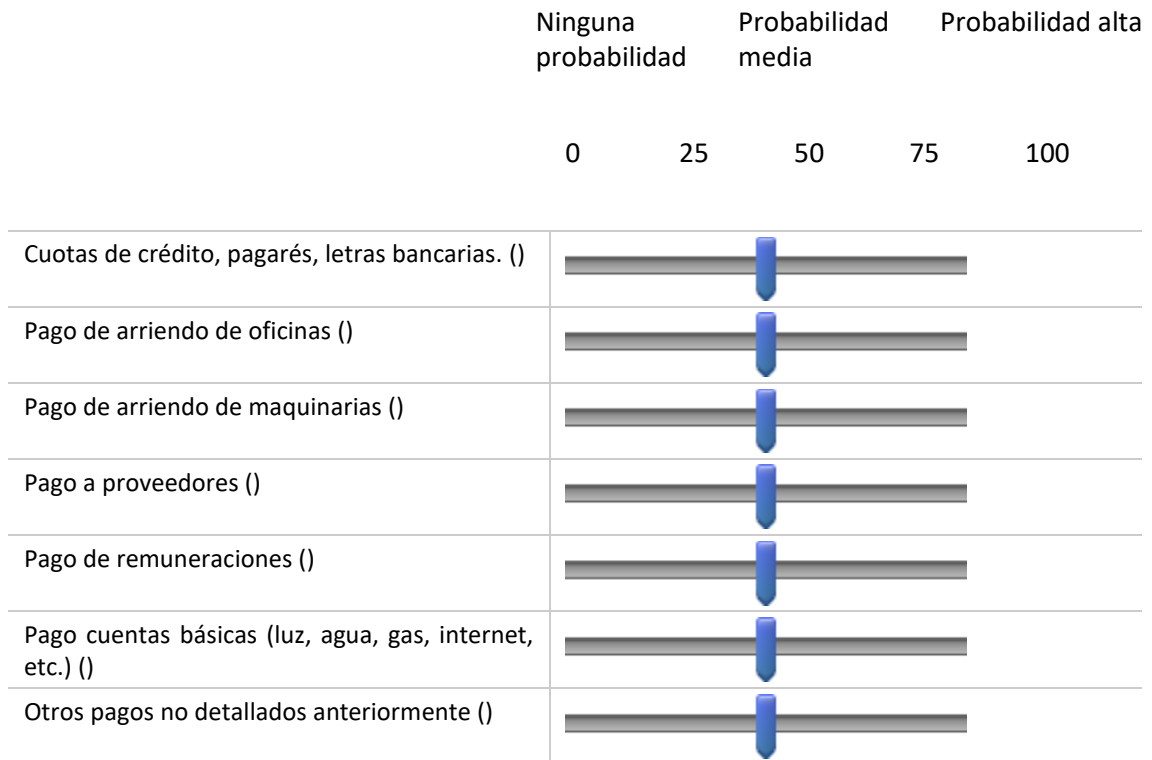 Ninguna probabilidad
Probabilidad media
Probabilidad alta
0 25 50 75 100
Cuotas de crédito, pagarés, letras bancarias. ()
Pago de arriendo de oficinas ()
Pago de arriendo de maquinarias ()
Pago a proveedores ()
Pago de remuneraciones ()
Pago cuentas básicas (luz, agua, gas, internet,
etc.) ()
Otros pagos no detallados anteriormente ()